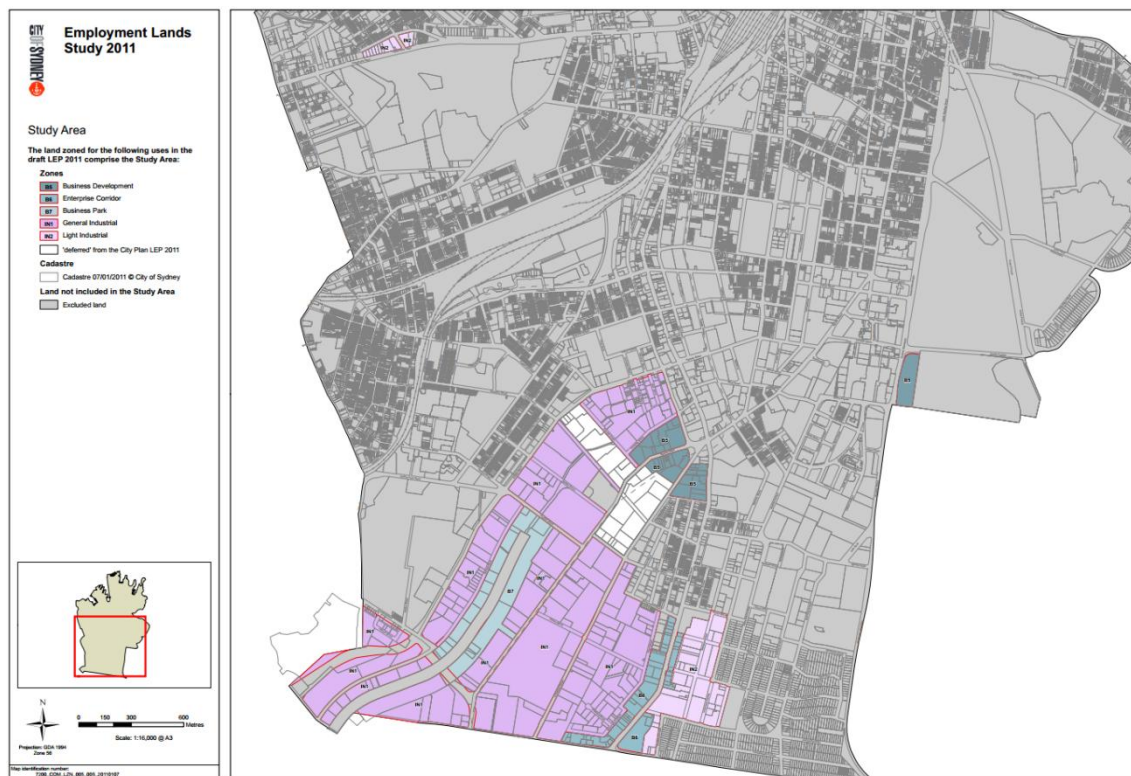 CITY OF SYDNEY
Employment Lands
Study 2011
Study Area
The land zoned for the following uses in the
draft LEP 2011 comprise the Study Area:
Zones
B5 Business Development
B6 Enterprise Corridor
B7 Business Park
IN1 General Industrial
IN2 Light Industrial
'deferred' from the City Plan LEP 2011
Cadastre
Cadastre 07/01/2011 © City of Sydney
Land not included in the Study Area
Excluded land
N
0 150 300 600
Metres
Scale: 1:16,000 @ A3
Projection: GDA 1994
Zone 56
Map identification number:
IN2
IN2
B5
IN1
B5
B5
IN1
IN1
IN1
B7
IN1
IN1
IN1
IN1
IN1
IN1
IN1
IN2
B6
B6